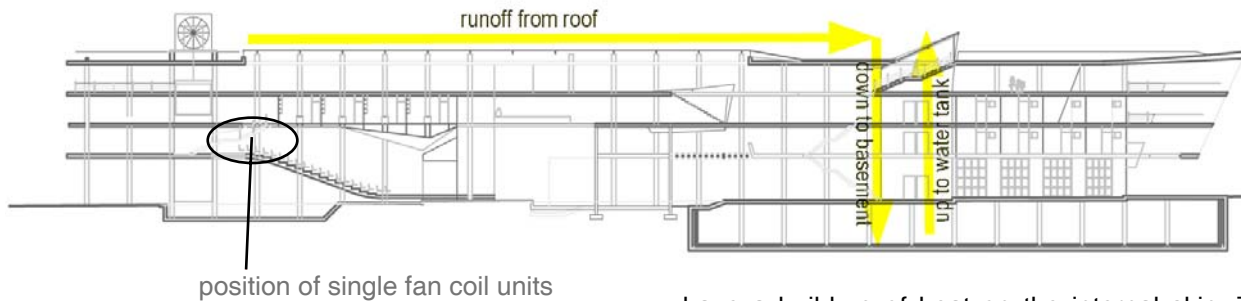 runoff from roof
down to basement
up to water tank
position of single fan coil units